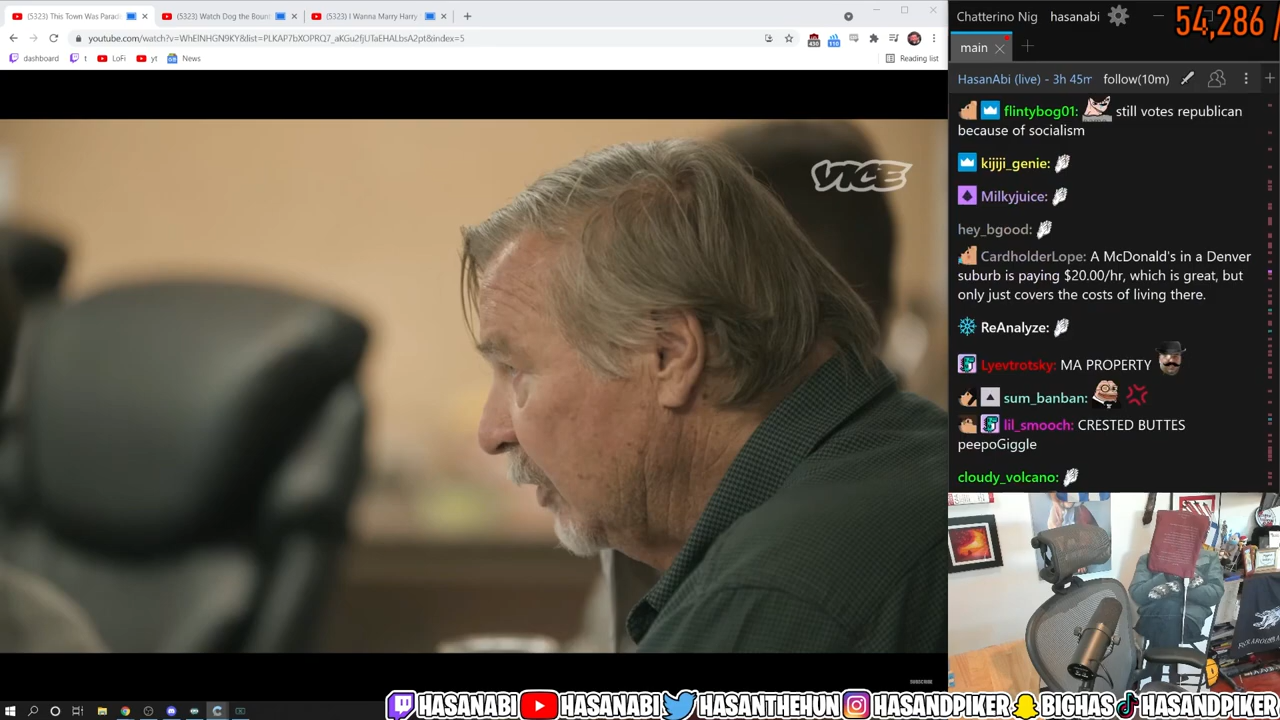 (5323) This Town Was Parad
(5323) Watch Dog the Boun
(5323) I Wanna Marry Harry
youtube.com/watch?v=WhElNHGN9KY&list=PLKAP7bXOPRQ7_aKGu2fjUTaEHALbsA2pt&index=5
430
110
dashboard
t
LoFi
yt
News
Reading list
VICE
SUBSCRIBE
Chatterino Nig
hasanabi
54,286 /
main
HasanAbi (live) - 3h 45m
follow(10m)
flintybog01: still votes republican
because of socialism
kijiji_genie:
Milkyjuice:
hey_bgood:
CardholderLope: A McDonald's in a Denver
suburb is paying $20.00/hr, which is great, but
only just covers the costs of living there.
ReAnalyze:
Lyevtrotsky: MA PROPERTY
sum_banban:
lil_smooch: CRESTED BUTTES
peepoGiggle
cloudy_volcano:
HASANABI
HASANABI
HASANTHEHUN
HASANDPIKER
BIGHAS
HASANDPIKER